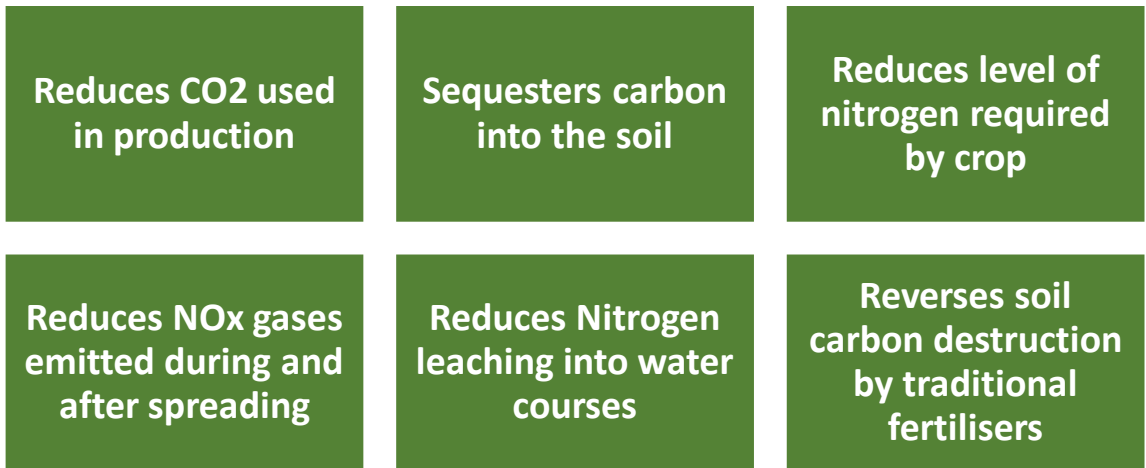 Reduces CO2 used
in production
Sequesters carbon
into the soil
Reduces level of
nitrogen required
by crop
Reduces NOx gases
emitted during and
after spreading
Reduces Nitrogen
leaching into water
courses
Reverses soil
carbon destruction
by traditional
fertilisers